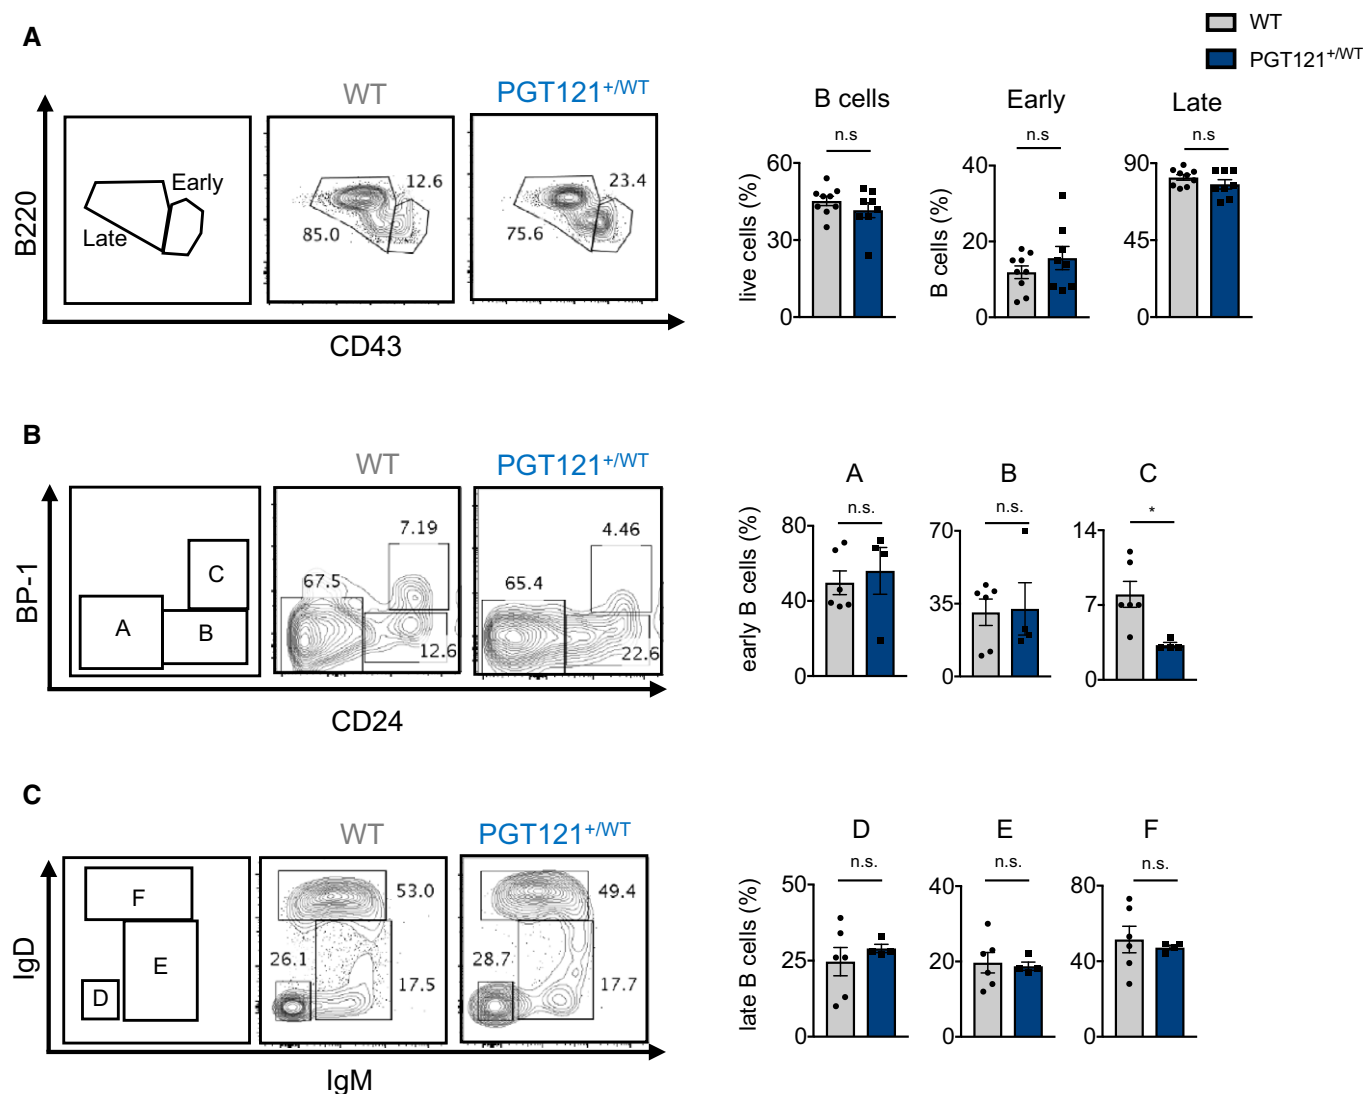 WT
PGT121+/WT
A
WT
PGT121+/WT
B220
Early
Late
12.6
85.0
23.4
75.6
CD43
B cells
n.s
live cells (%)
60
30
0
Early
n.s
B cells (%)
40
20
0
Late
n.s
90
45
0
B
WT
PGT121+/WT
BP-1
C
A
B
7.19
67.5
12.6
4.46
65.4
22.6
CD24
A
n.s.
early B cells (%)
80
40
0
B
n.s.
70
35
0
C
*
14
7
0
C
WT
PGT121+/WT
IgD
F
E
D
53.0
26.1
17.5
49.4
28.7
17.7
IgM
D
n.s.
late B cells (%)
50
25
0
E
n.s.
40
20
0
F
n.s.
80
40
0